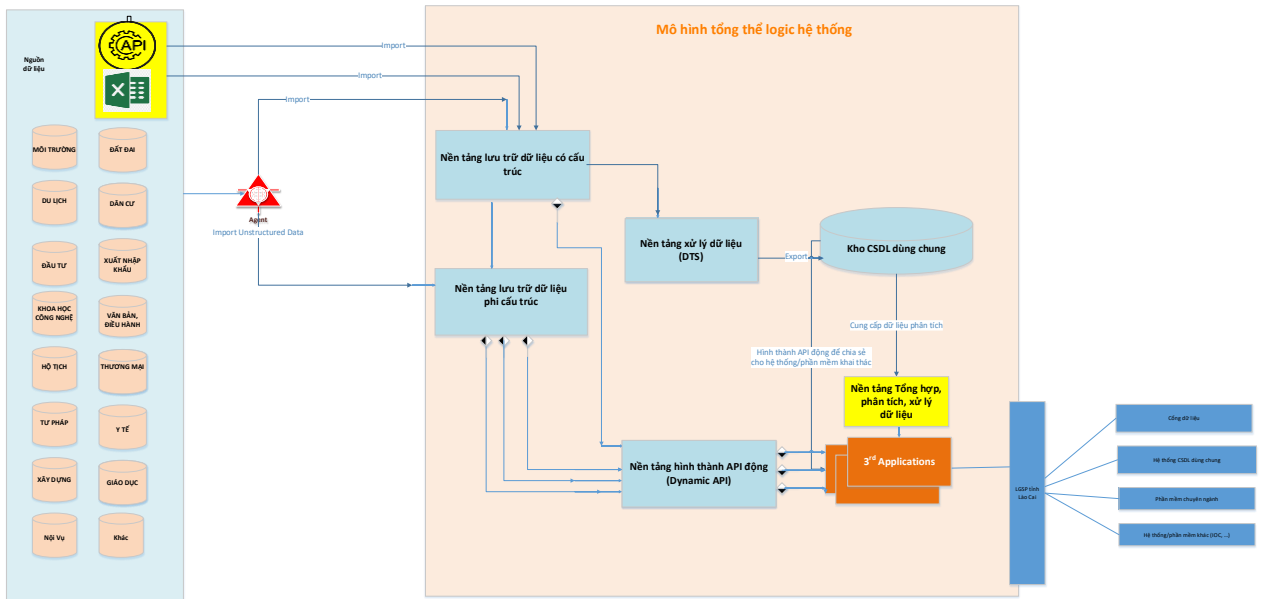 Mô hình tổng thể logic hệ thống
Nguồn
dữ liệu
API
X
Import
Import
Import
MÔI TRƯỜNG
ĐẤT ĐAI
DU LỊCH
DÂN CƯ
ĐẦU TƯ
XUẤT NHẬP
KHẨU
KHOA HỌC
CÔNG NGHỆ
VĂN BẢN,
ĐIỀU HÀNH
HỘ TỊCH
THƯƠNG MẠI
TƯ PHÁP
Y TẾ
XÂY DỰNG
GIÁO DỤC
Nội Vụ
Khác
Agent
Import Unstructured Data
Nền tảng lưu trữ dữ liệu có cấu
trúc
Nền tảng lưu trữ dữ liệu
phi cấu trúc
Nền tảng xử lý dữ liệu
(DTS)
Export
Kho CSDL dùng chung
Cung cấp dữ liệu phân tích
Hình thành API động để chia sẻ
cho hệ thống/phần mềm khai thác
Nền tảng Tổng hợp,
phân tích, xử lý
dữ liệu
Nền tảng hình thành API động
(Dynamic API)
3rd Applications
LGSP tỉnh
Lào Cai
Cổng dữ liệu
Hệ thống CSDL dùng chung
Phần mềm chuyên ngành
Hệ thống/phần mềm khác (IOC, ...)